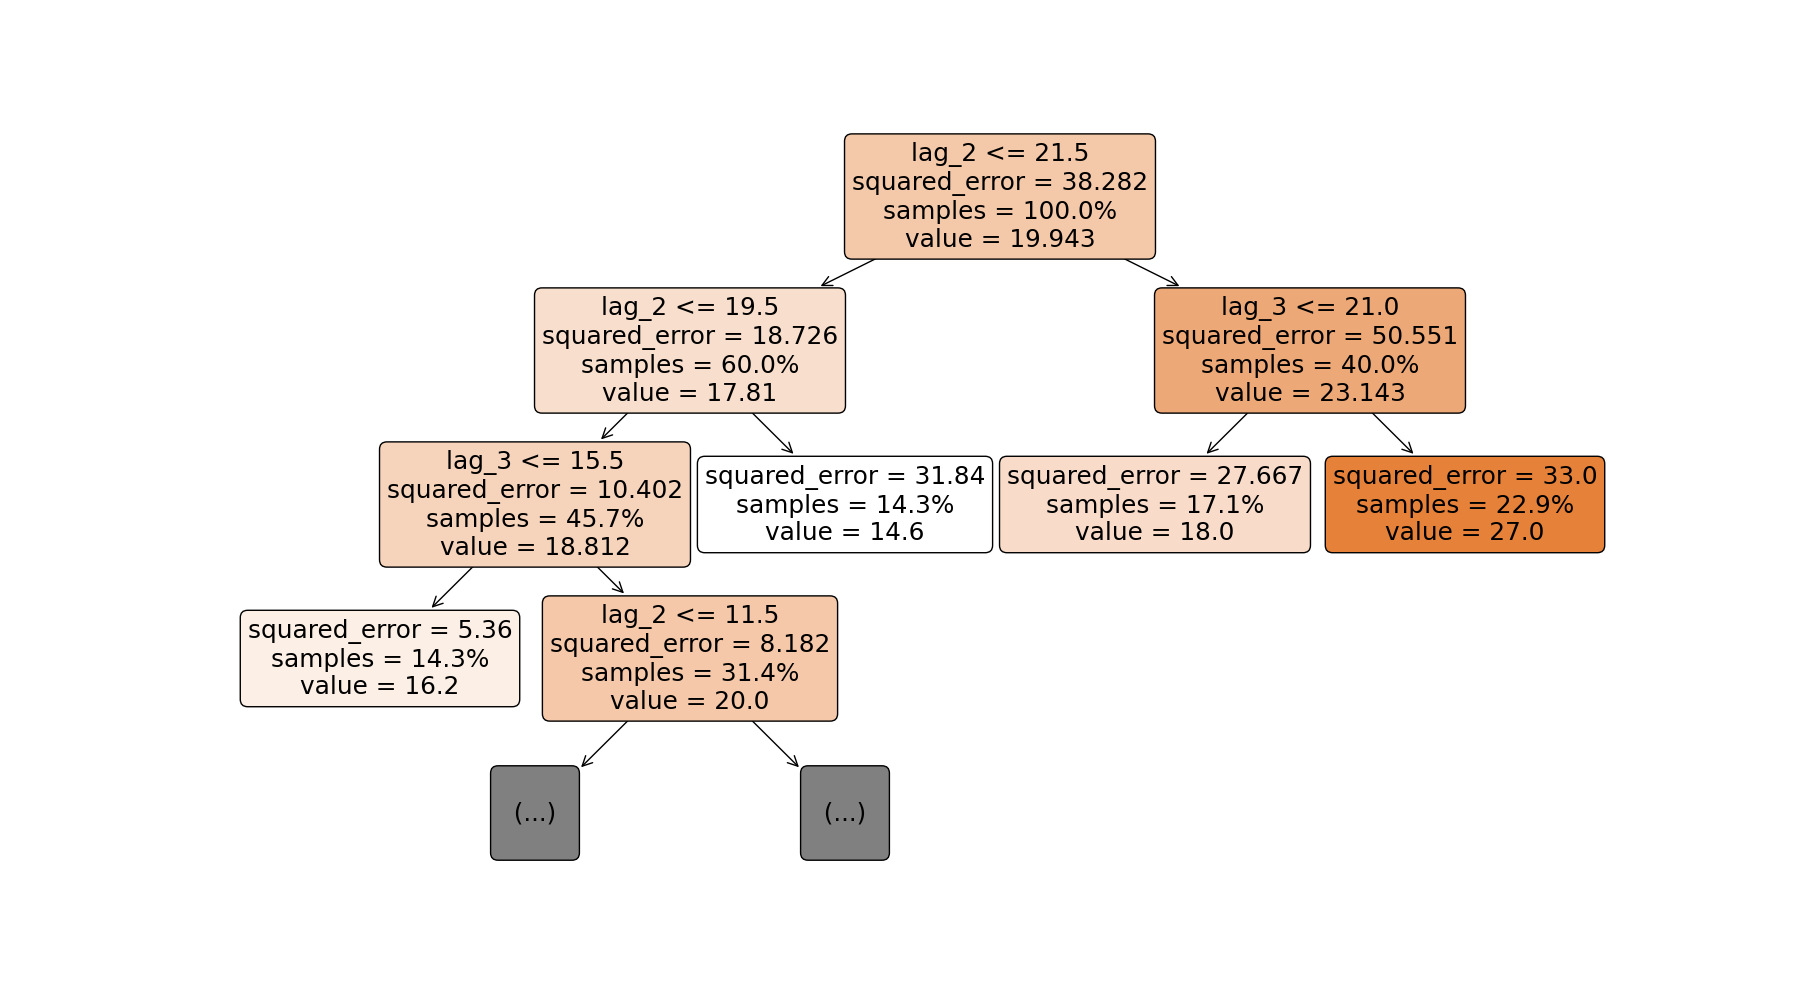 lag_2 <= 21.5
squared_error = 38.282
samples = 100.0%
value = 19.943
lag_2 <= 19.5
squared_error = 18.726
samples = 60.0%
value = 17.81
lag_3 <= 21.0
squared_error = 50.551
samples = 40.0%
value = 23.143
lag_3 <= 15.5
squared_error = 10.402
samples = 45.7%
value = 18.812
squared_error = 31.84
samples = 14.3%
value = 14.6
squared_error = 27.667
samples = 17.1%
value = 18.0
squared_error = 33.0
samples = 22.9%
value = 27.0
squared_error = 5.36
samples = 14.3%
value = 16.2
lag_2 <= 11.5
squared_error = 8.182
samples = 31.4%
value = 20.0
(...)
(...)